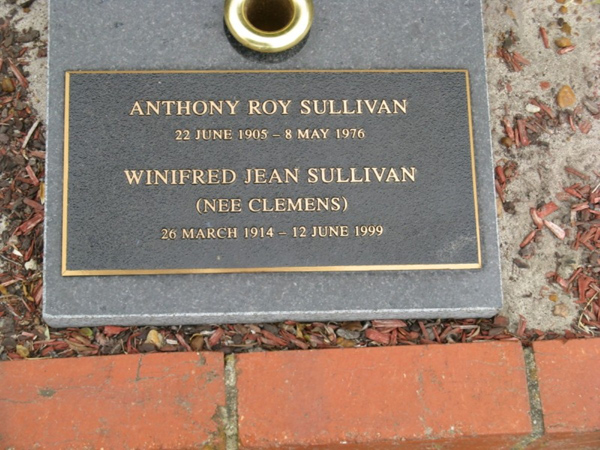 ANTHONY ROY SULLIVAN
22 JUNE 1905 – 8 MAY 1976
WINIFRED JEAN SULLIVAN
(NEE CLEMENS)
26 MARCH 1914 – 12 JUNE 1999